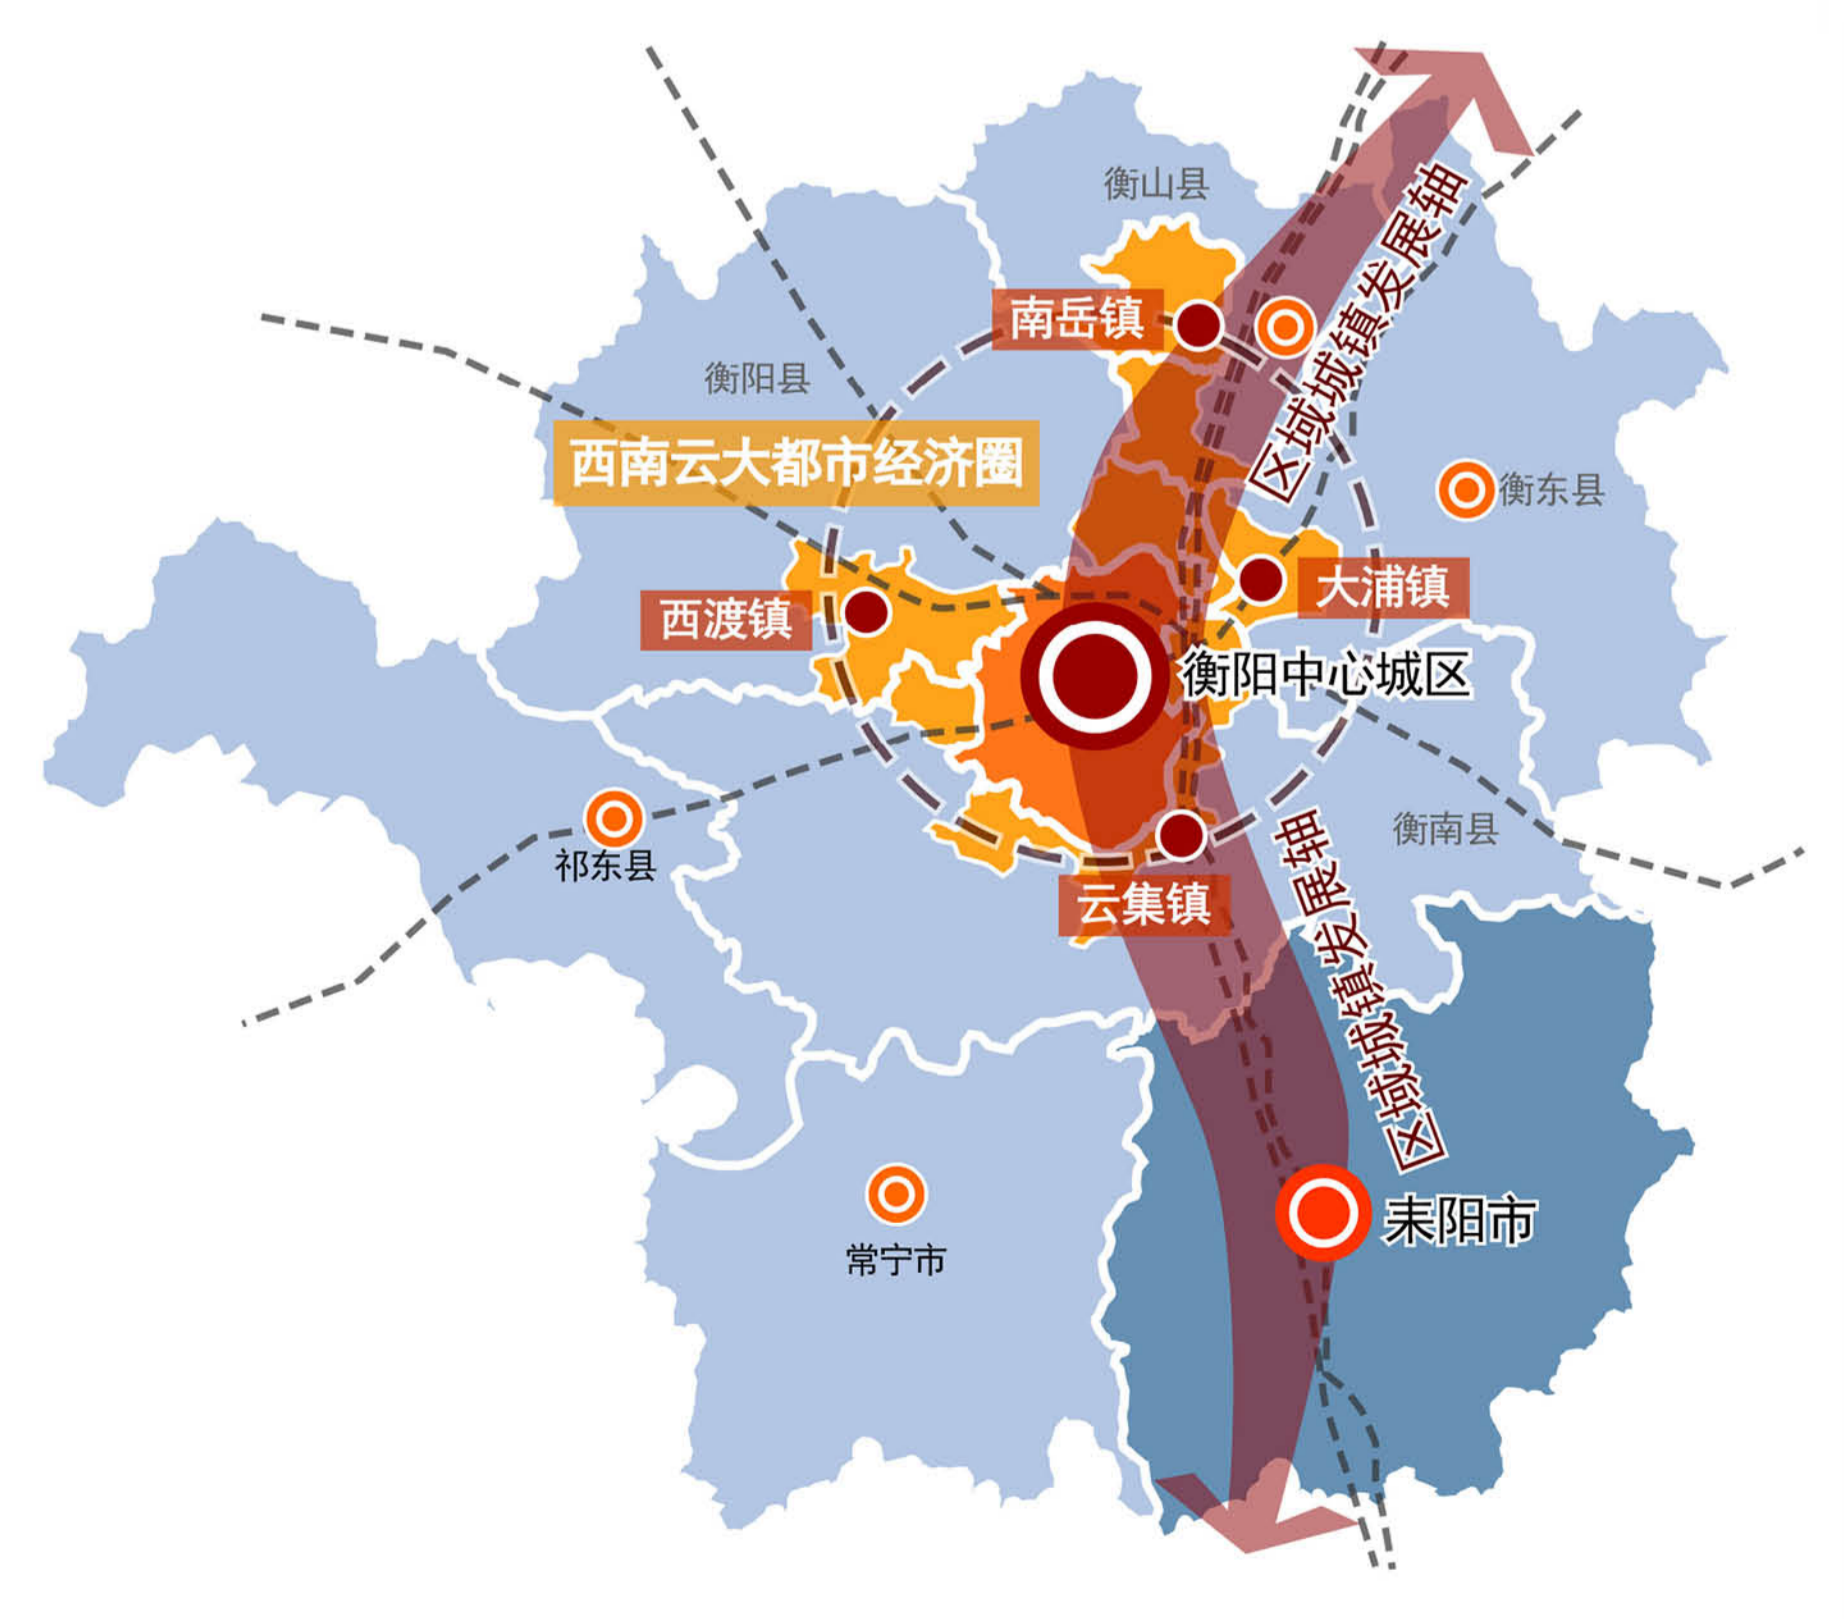 衡山县
区域城镇发展轴
南岳镇
衡阳县
西南云大都市经济圈
衡东县
大浦镇
西渡镇
衡阳中心城区
衡南县
祁东县
云集镇
区域城镇发展轴
耒阳市
常宁市